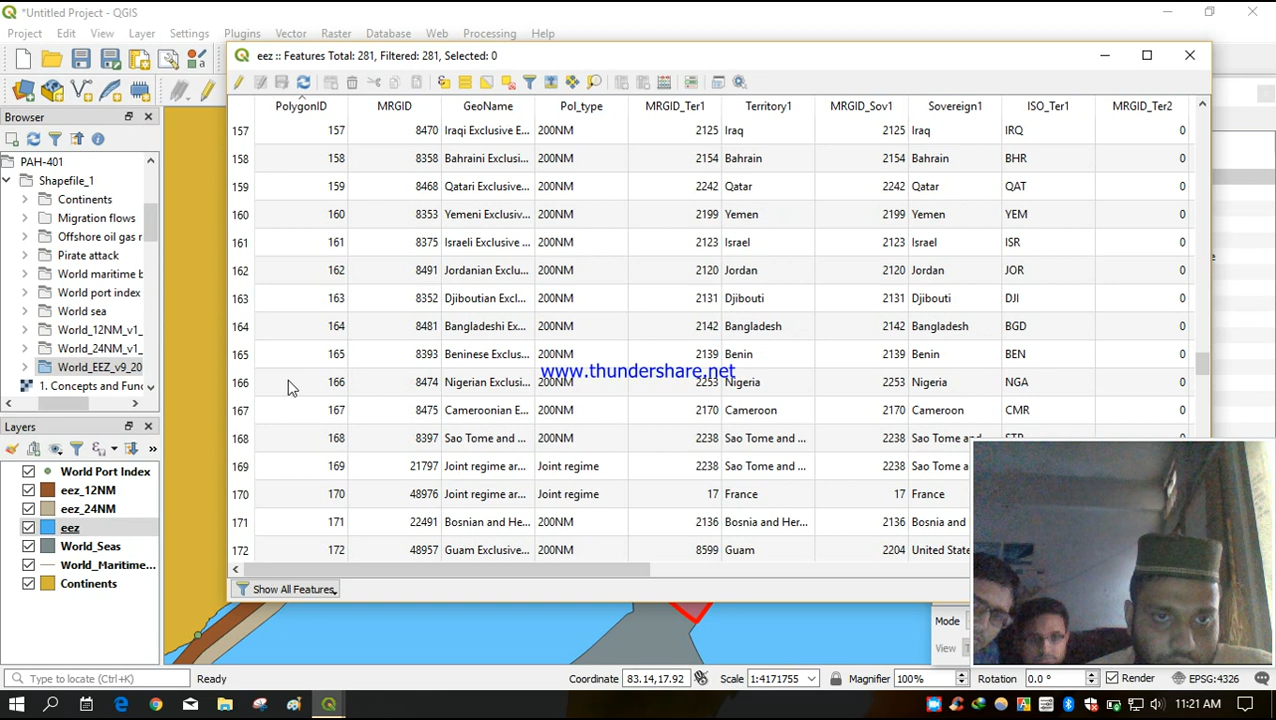 *Untitled Project - QGIS
Project Edit View Layer Settings Plugins Vector Raster Database Web Processing Help
eez :: Features Total: 281, Filtered: 281, Selected: 0
Browser
PAH-401
Shapefile_1
Continents
Migration flows
Offshore oil gas r
Pirate attack
World maritime b
World port index
World sea
World_12NM_v1_
World_24NM_v1_
World_EEZ_v9_20
1. Concepts and Func
Layers
World Port Index
eez_12NM
eez_24NM
eez
World_Seas
World_Maritime...
Continents
PolygonID MRGID GeoName Pol_type MRGID_Ter1 Territory1 MRGID_Sov1 Sovereign1 ISO_Ter1 MRGID_Ter2
157 157 8470 Iraqi Exclusive E... 200NM 2125 Iraq 2125 Iraq IRQ 0
158 158 8358 Bahraini Exclusi... 200NM 2154 Bahrain 2154 Bahrain BHR 0
159 159 8468 Qatari Exclusive... 200NM 2242 Qatar 2242 Qatar QAT 0
160 160 8353 Yemeni Exclusiv... 200NM 2199 Yemen 2199 Yemen YEM 0
161 161 8375 Israeli Exclusive ... 200NM 2123 Israel 2123 Israel ISR 0
162 162 8491 Jordanian Exclu... 200NM 2120 Jordan 2120 Jordan JOR 0
163 163 8352 Djiboutian Excl... 200NM 2131 Djibouti 2131 Djibouti DJI 0
164 164 8481 Bangladeshi Ex... 200NM 2142 Bangladesh 2142 Bangladesh BGD 0
165 165 8393 Beninese Exclus... 200NM 2139 Benin 2139 Benin BEN 0
www.thundershare.net
166 166 8474 Nigerian Exclusi... 200NM 2253 Nigeria 2253 Nigeria NGA 0
167 167 8475 Cameroonian E... 200NM 2170 Cameroon 2170 Cameroon CMR 0
168 168 8397 Sao Tome and ... 200NM 2238 Sao Tome and ... 2238 Sao Tome and STP 0
169 169 21797 Joint regime ar... Joint regime 2238 Sao Tome and ... 2238 Sao Tome
170 170 48976 Joint regime ar... Joint regime 17 France 17 France
171 171 22491 Bosnian and He... 200NM 2136 Bosnia and Her... 2136 Bosnia and
172 172 48957 Guam Exclusive... 200NM 8599 Guam 2204 United State
Show All Features
Mode
View
Type to locate (Ctrl+K) Ready Coordinate 83.14,17.92 Scale 1:4171755 Magnifier 100% Rotation 0.0 ° Render EPSG:4326
11:21 AM